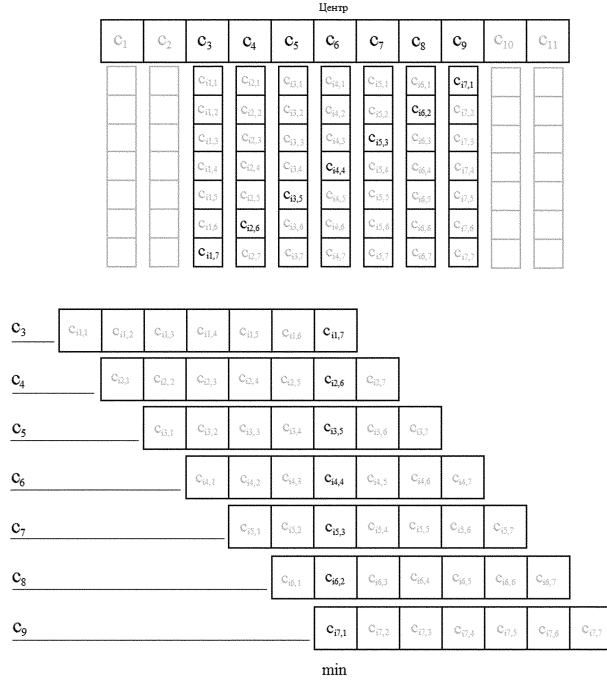 Центр
c1 c2 c3 c4 c5 c6 c7 c8 c9 c10 c11
ci1,1 ci2,1 ci3,1 ci4,1 ci5,1 ci6,1 ci7,1
ci1,2 ci2,2 ci3,2 ci4,2 ci5,2 ci6,2 ci7,2
ci1,3 ci2,3 ci3,3 ci4,3 ci5,3 ci6,3 ci7,3
ci1,4 ci2,4 ci3,4 ci4,4 ci5,4 ci6,4 ci7,4
ci1,5 ci2,5 ci3,5 ci4,5 ci5,5 ci6,5 ci7,5
ci1,6 ci2,6 ci3,6 ci4,6 ci5,6 ci6,6 ci7,6
ci1,7 ci2,7 ci3,7 ci4,7 ci5,7 ci6,7 ci7,7
c3 ci1,1 ci1,2 ci1,3 ci1,4 ci1,5 ci1,6 ci1,7
c4 ci2,1 ci2,2 ci2,3 ci2,4 ci2,5 ci2,6 ci2,7
c5 ci3,1 ci3,2 ci3,3 ci3,4 ci3,5 ci3,6 ci3,7
c6 ci4,1 ci4,2 ci4,3 ci4,4 ci4,5 ci4,6 ci4,7
c7 ci5,1 ci5,2 ci5,3 ci5,4 ci5,5 ci5,6 ci5,7
c8 ci6,1 ci6,2 ci6,3 ci6,4 ci6,5 ci6,6 ci6,7
c9 ci7,1 ci7,2 ci7,3 ci7,4 ci7,5 ci7,6 ci7,7
min